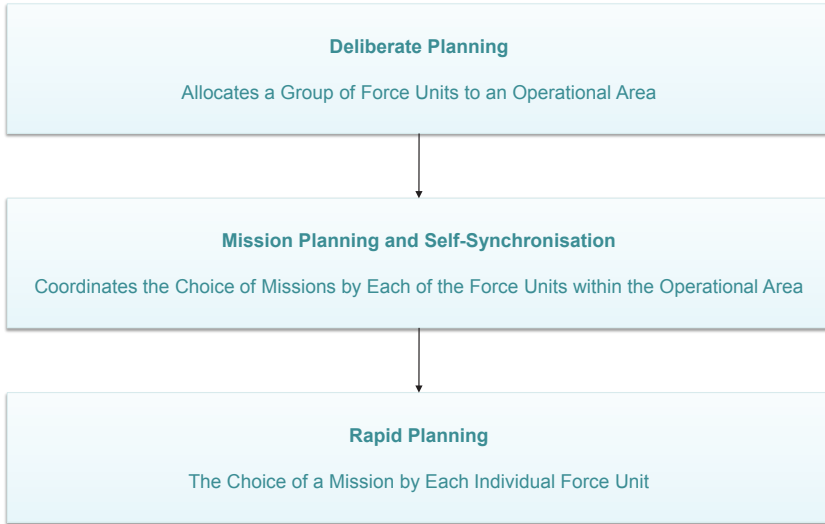 Deliberate Planning
Allocates a Group of Force Units to an Operational Area
Mission Planning and Self-Synchronisation
Coordinates the Choice of Missions by Each of the Force Units within the Operational Area
Rapid Planning
The Choice of a Mission by Each Individual Force Unit